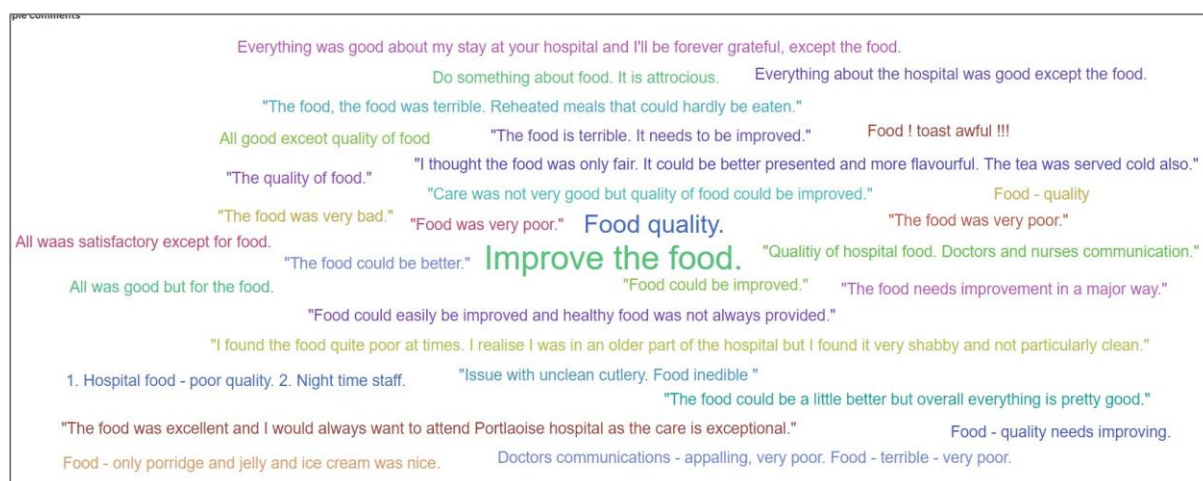 ple comments
Everything was good about my stay at your hospital and I'll be forever grateful, except the food.
Do something about food. It is attrocious.
Everything about the hospital was good except the food.
"The food, the food was terrible. Reheated meals that could hardly be eaten."
All good exceot quality of food
"The food is terrible. It needs to be improved."
Food ! toast awful !!!
"I thought the food was only fair. It could be better presented and more flavourful. The tea was served cold also."
"The quality of food."
"Care was not very good but quality of food could be improved."
Food - quality
"The food was very bad."
"Food was very poor."
Food quality.
"The food was very poor."
All waas satisfactory except for food.
"The food could be better."
Improve the food.
"Qualitiy of hospital food. Doctors and nurses communication."
All was good but for the food.
"Food could be improved."
"The food needs improvement in a major way."
"Food could easily be improved and healthy food was not always provided."
"I found the food quite poor at times. I realise I was in an older part of the hospital but I found it very shabby and not particularly clean."
1. Hospital food - poor quality. 2. Night time staff.
"Issue with unclean cutlery. Food inedible "
"The food could be a little better but overall everything is pretty good."
"The food was excellent and I would always want to attend Portlaoise hospital as the care is exceptional."
Food - quality needs improving.
Food - only porridge and jelly and ice cream was nice.
Doctors communications - appalling, very poor. Food - terrible - very poor.